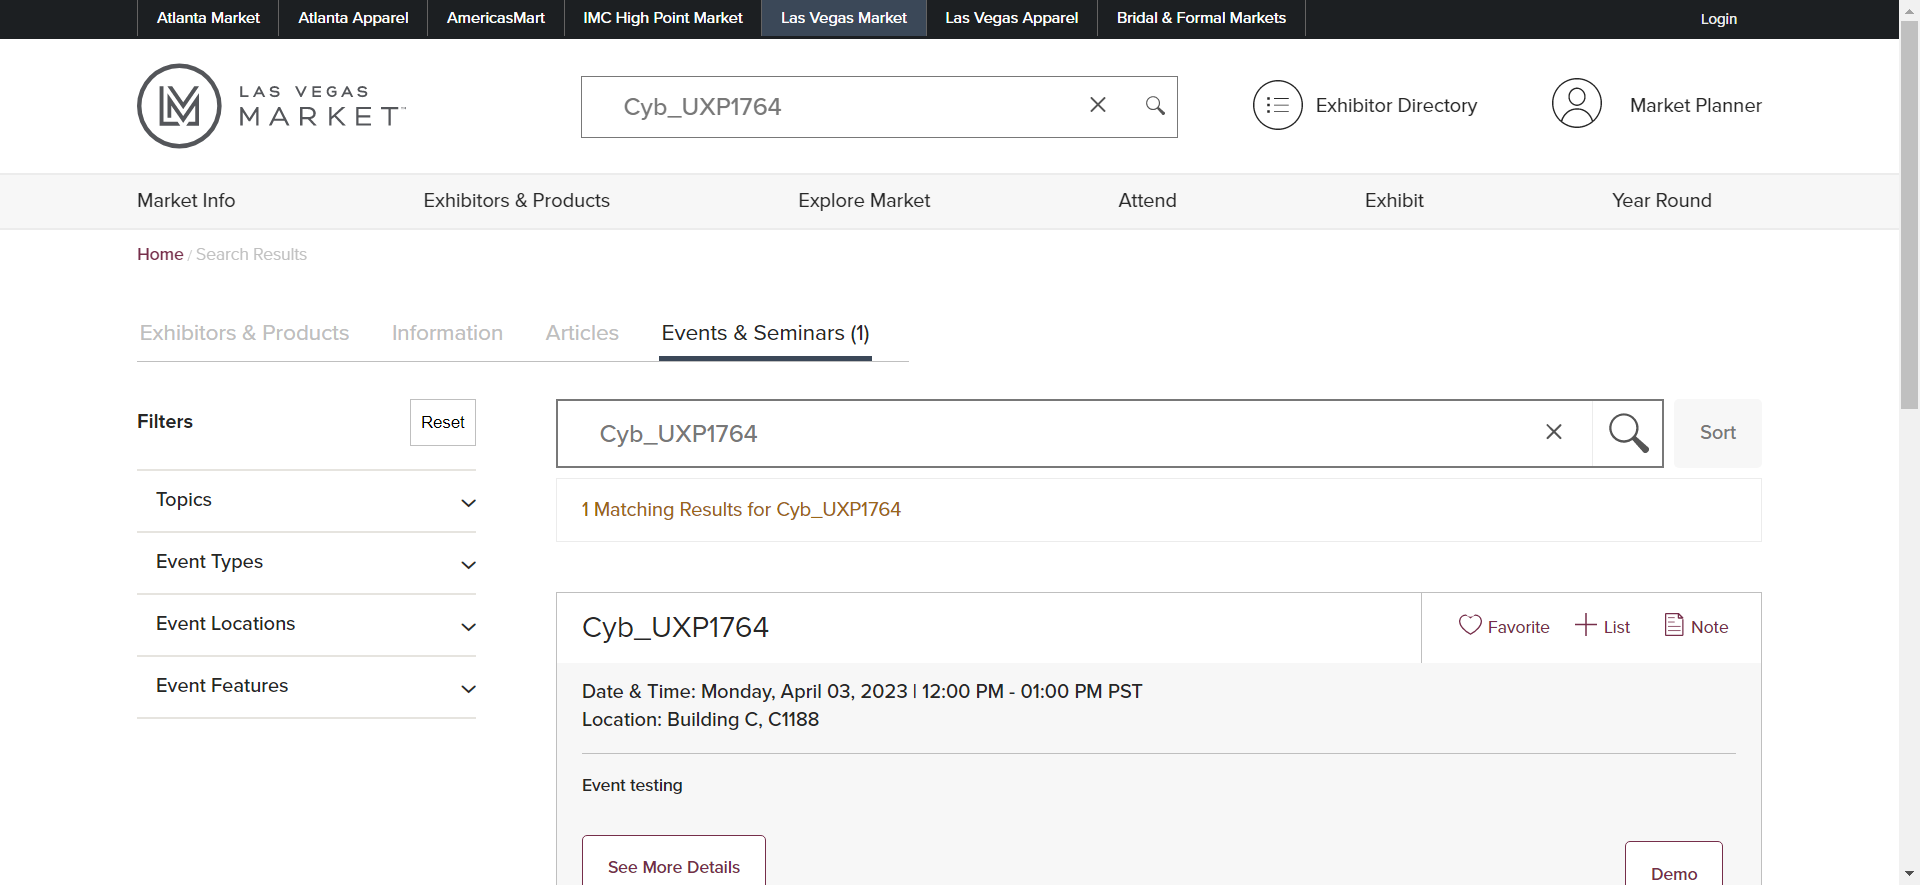 Atlanta Market
Atlanta Apparel
AmericasMart
IMC High Point Market
Las Vegas Market
Las Vegas Apparel
Bridal & Formal Markets
Login
LM
LAS VEGAS
MARKET™
Cyb_UXP1764
Exhibitor Directory
Market Planner
Market Info
Exhibitors & Products
Explore Market
Attend
Exhibit
Year Round
Home / Search Results
Exhibitors & Products
Information
Articles
Events & Seminars (1)
Filters
Reset
Topics
Event Types
Event Locations
Event Features
Cyb_UXP1764
Sort
1 Matching Results for Cyb_UXP1764
Cyb_UXP1764
Favorite
List
Note
Date & Time: Monday, April 03, 2023 | 12:00 PM - 01:00 PM PST
Location: Building C, C1188
Event testing
See More Details
Demo